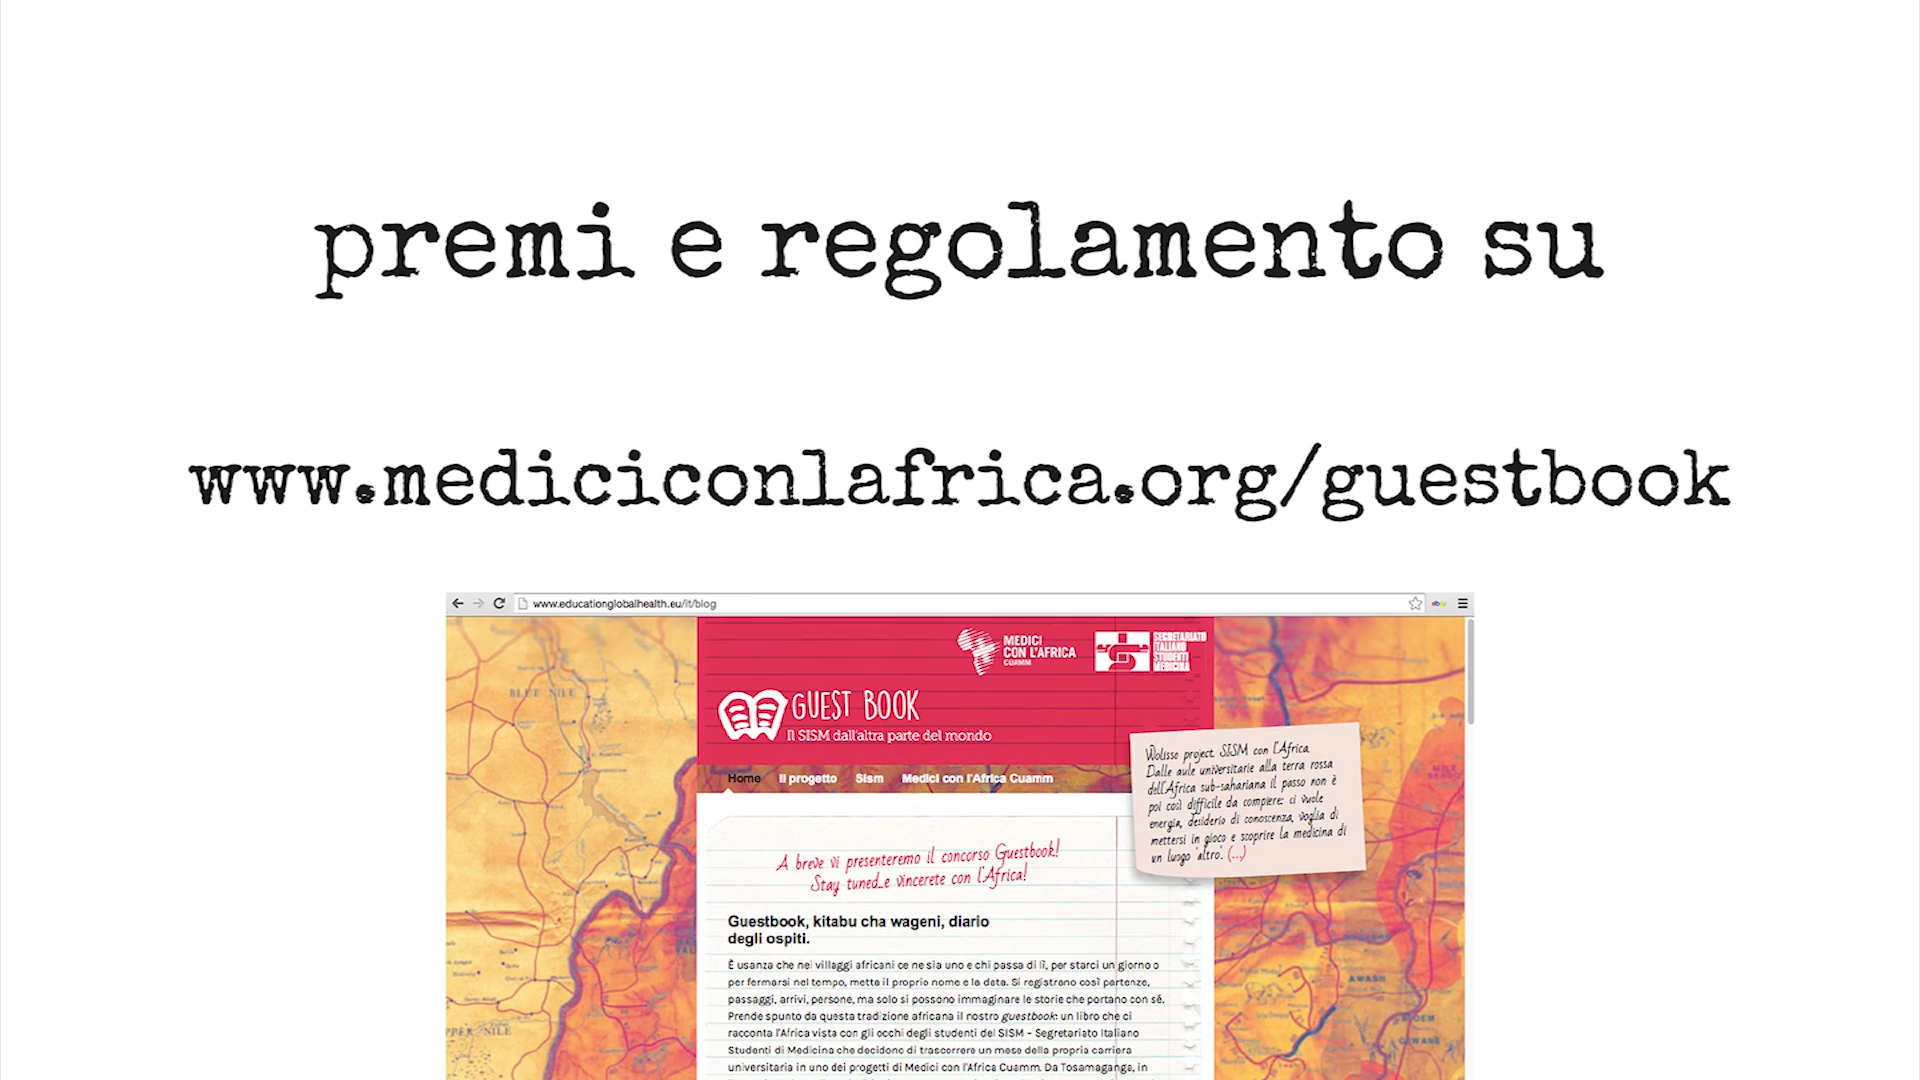 premi e regolamento su
www.mediciconlafrica.org/guestbook
www.educationglobalhealth.eu/it/blog
ebay
MEDICI
CON L'AFRICA
CUAMM
SEGRETARIATO
ITALIANO
STUDENTI
MEDICINA
GUEST BOOK
Il SISM dall'altra parte del mondo
Home Il progetto Sism Medici con l'Africa Cuamm
Wolisso project. SISM con l'Africa.
Dalle aule universitarie alla terra rossa
dell'Africa sub-sahariana il passo non è
poi così difficile da compiere: ci vuole
energia, desiderio di conoscenza, voglia di
mettersi in gioco e scoprire la medicina di
un luogo 'altro'. (...)
A breve vi presenteremo il concorso Guestbook!
Stay tuned...e vincerete con l'Africa!
Guestbook, kitabu cha wageni, diario
degli ospiti.
È usanza che nei villaggi africani ce ne sia uno e chi passa di lì, per starci un giorno o
per fermarsi nel tempo, metta il proprio nome e la data. Si registrano così partenze,
passaggi, arrivi, persone, ma solo si possono immaginare le storie che portano con sé.
Prende spunto da questa tradizione africana il nostro guestbook: un libro che ci
racconta l'Africa vista con gli occhi degli studenti del SISM – Segretariato Italiano
Studenti di Medicina che decidono di trascorrere un mese della propria carriera
universitaria in uno dei progetti di Medici con l'Africa Cuamm. Da Tosamaganga, in
BLUE NILE
UPPER NILE
AWASH